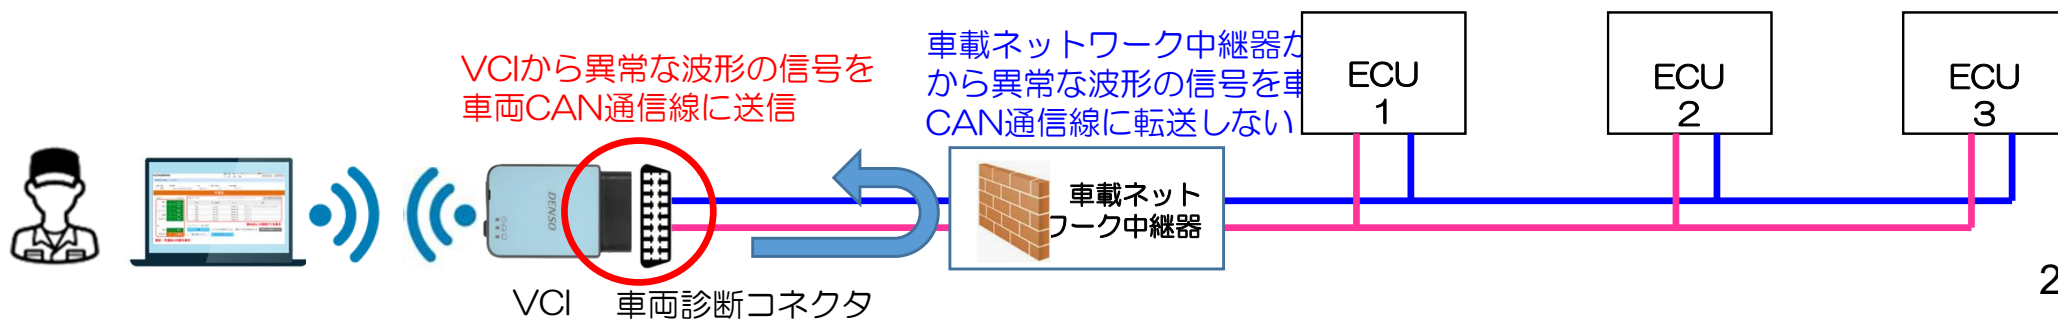 VCIから異常な波形の信号を
車両CAN通信線に送信
車載ネットワーク中継器か
から異常な波形の信号を車
CAN通信線に転送しない
ECU
1
ECU
2
ECU
3
DENSO
車載ネット
ワーク中継器
VCI
車両診断コネクタ
2